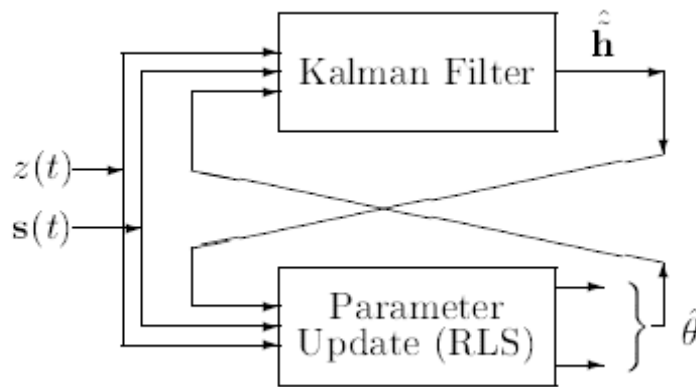 Kalman Filter
𝐡̃̂
z(t)
𝐬(t)
Parameter
Update (RLS)
θ̂